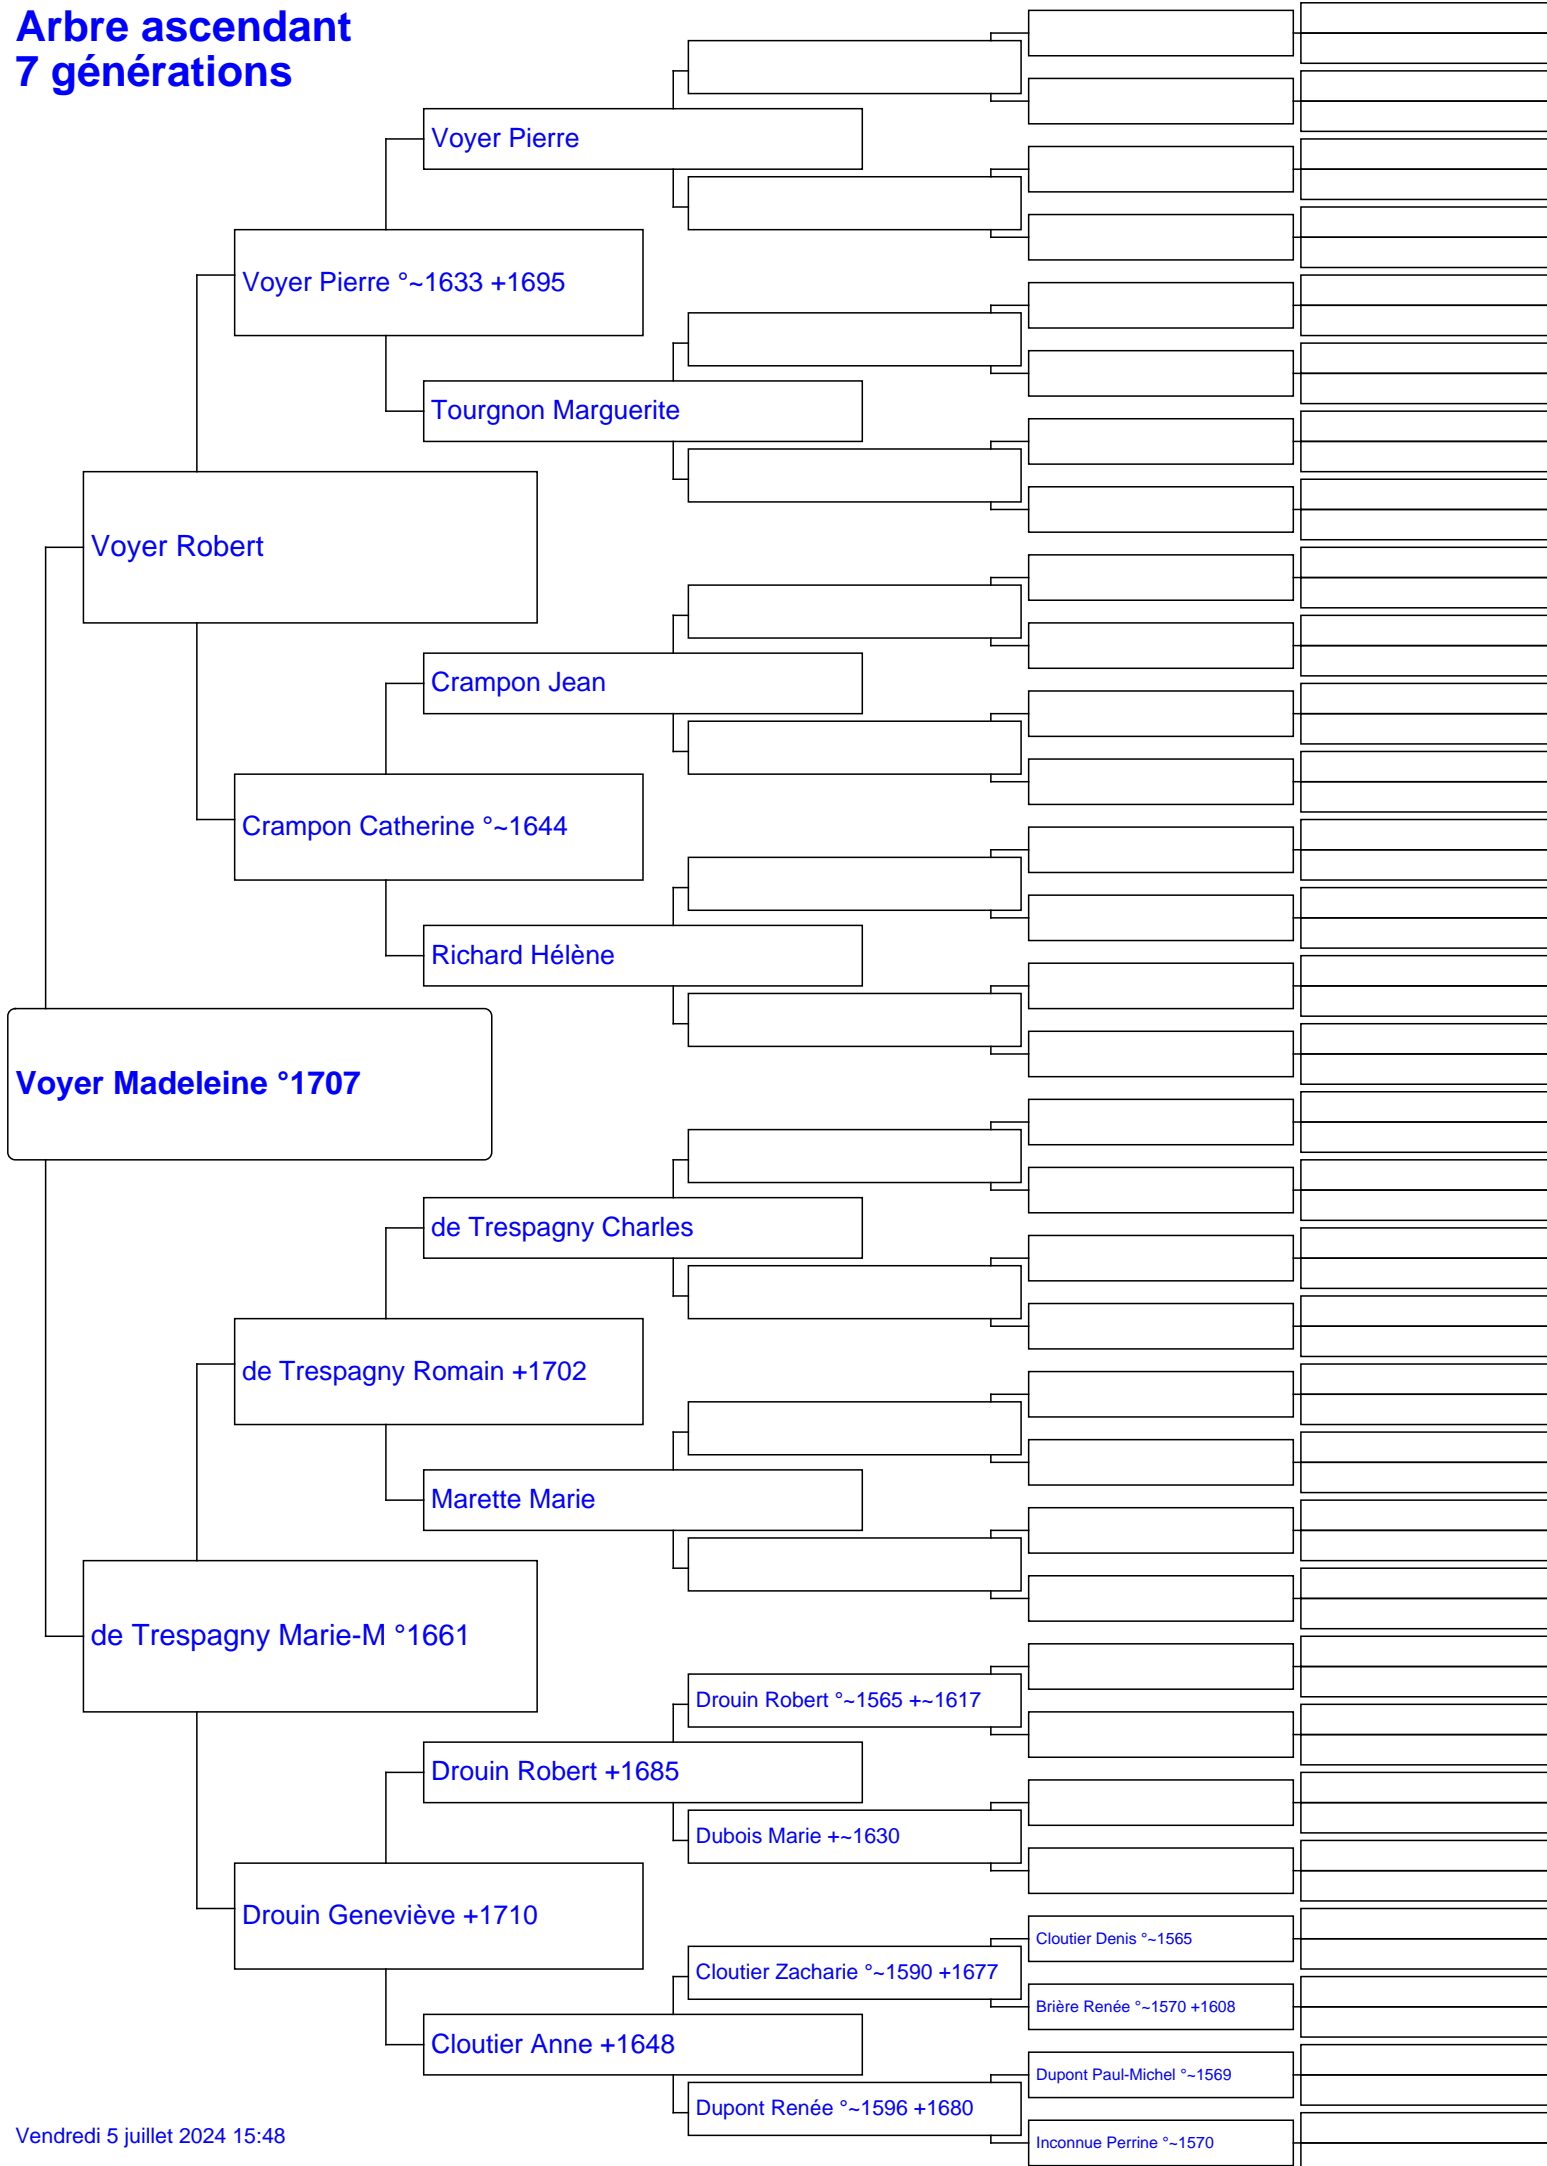 Arbre ascendant
7 générations
Voyer Pierre
Voyer Pierre °~1633 +1695
Tourgnon Marguerite
Voyer Robert
Crampon Jean
Crampon Catherine °~1644
Richard Hélène
Voyer Madeleine °1707
de Trespagny Charles
de Trespagny Romain +1702
Marette Marie
de Trespagny Marie-M °1661
Drouin Robert °~1565 +~1617
Drouin Robert +1685
Dubois Marie +~1630
Drouin Geneviève +1710
Cloutier Denis °~1565
Cloutier Zacharie °~1590 +1677
Brière Renée °~1570 +1608
Cloutier Anne +1648
Dupont Paul-Michel °~1569
Dupont Renée °~1596 +1680
Inconnue Perrine °~1570
Vendredi 5 juillet 2024 15:48